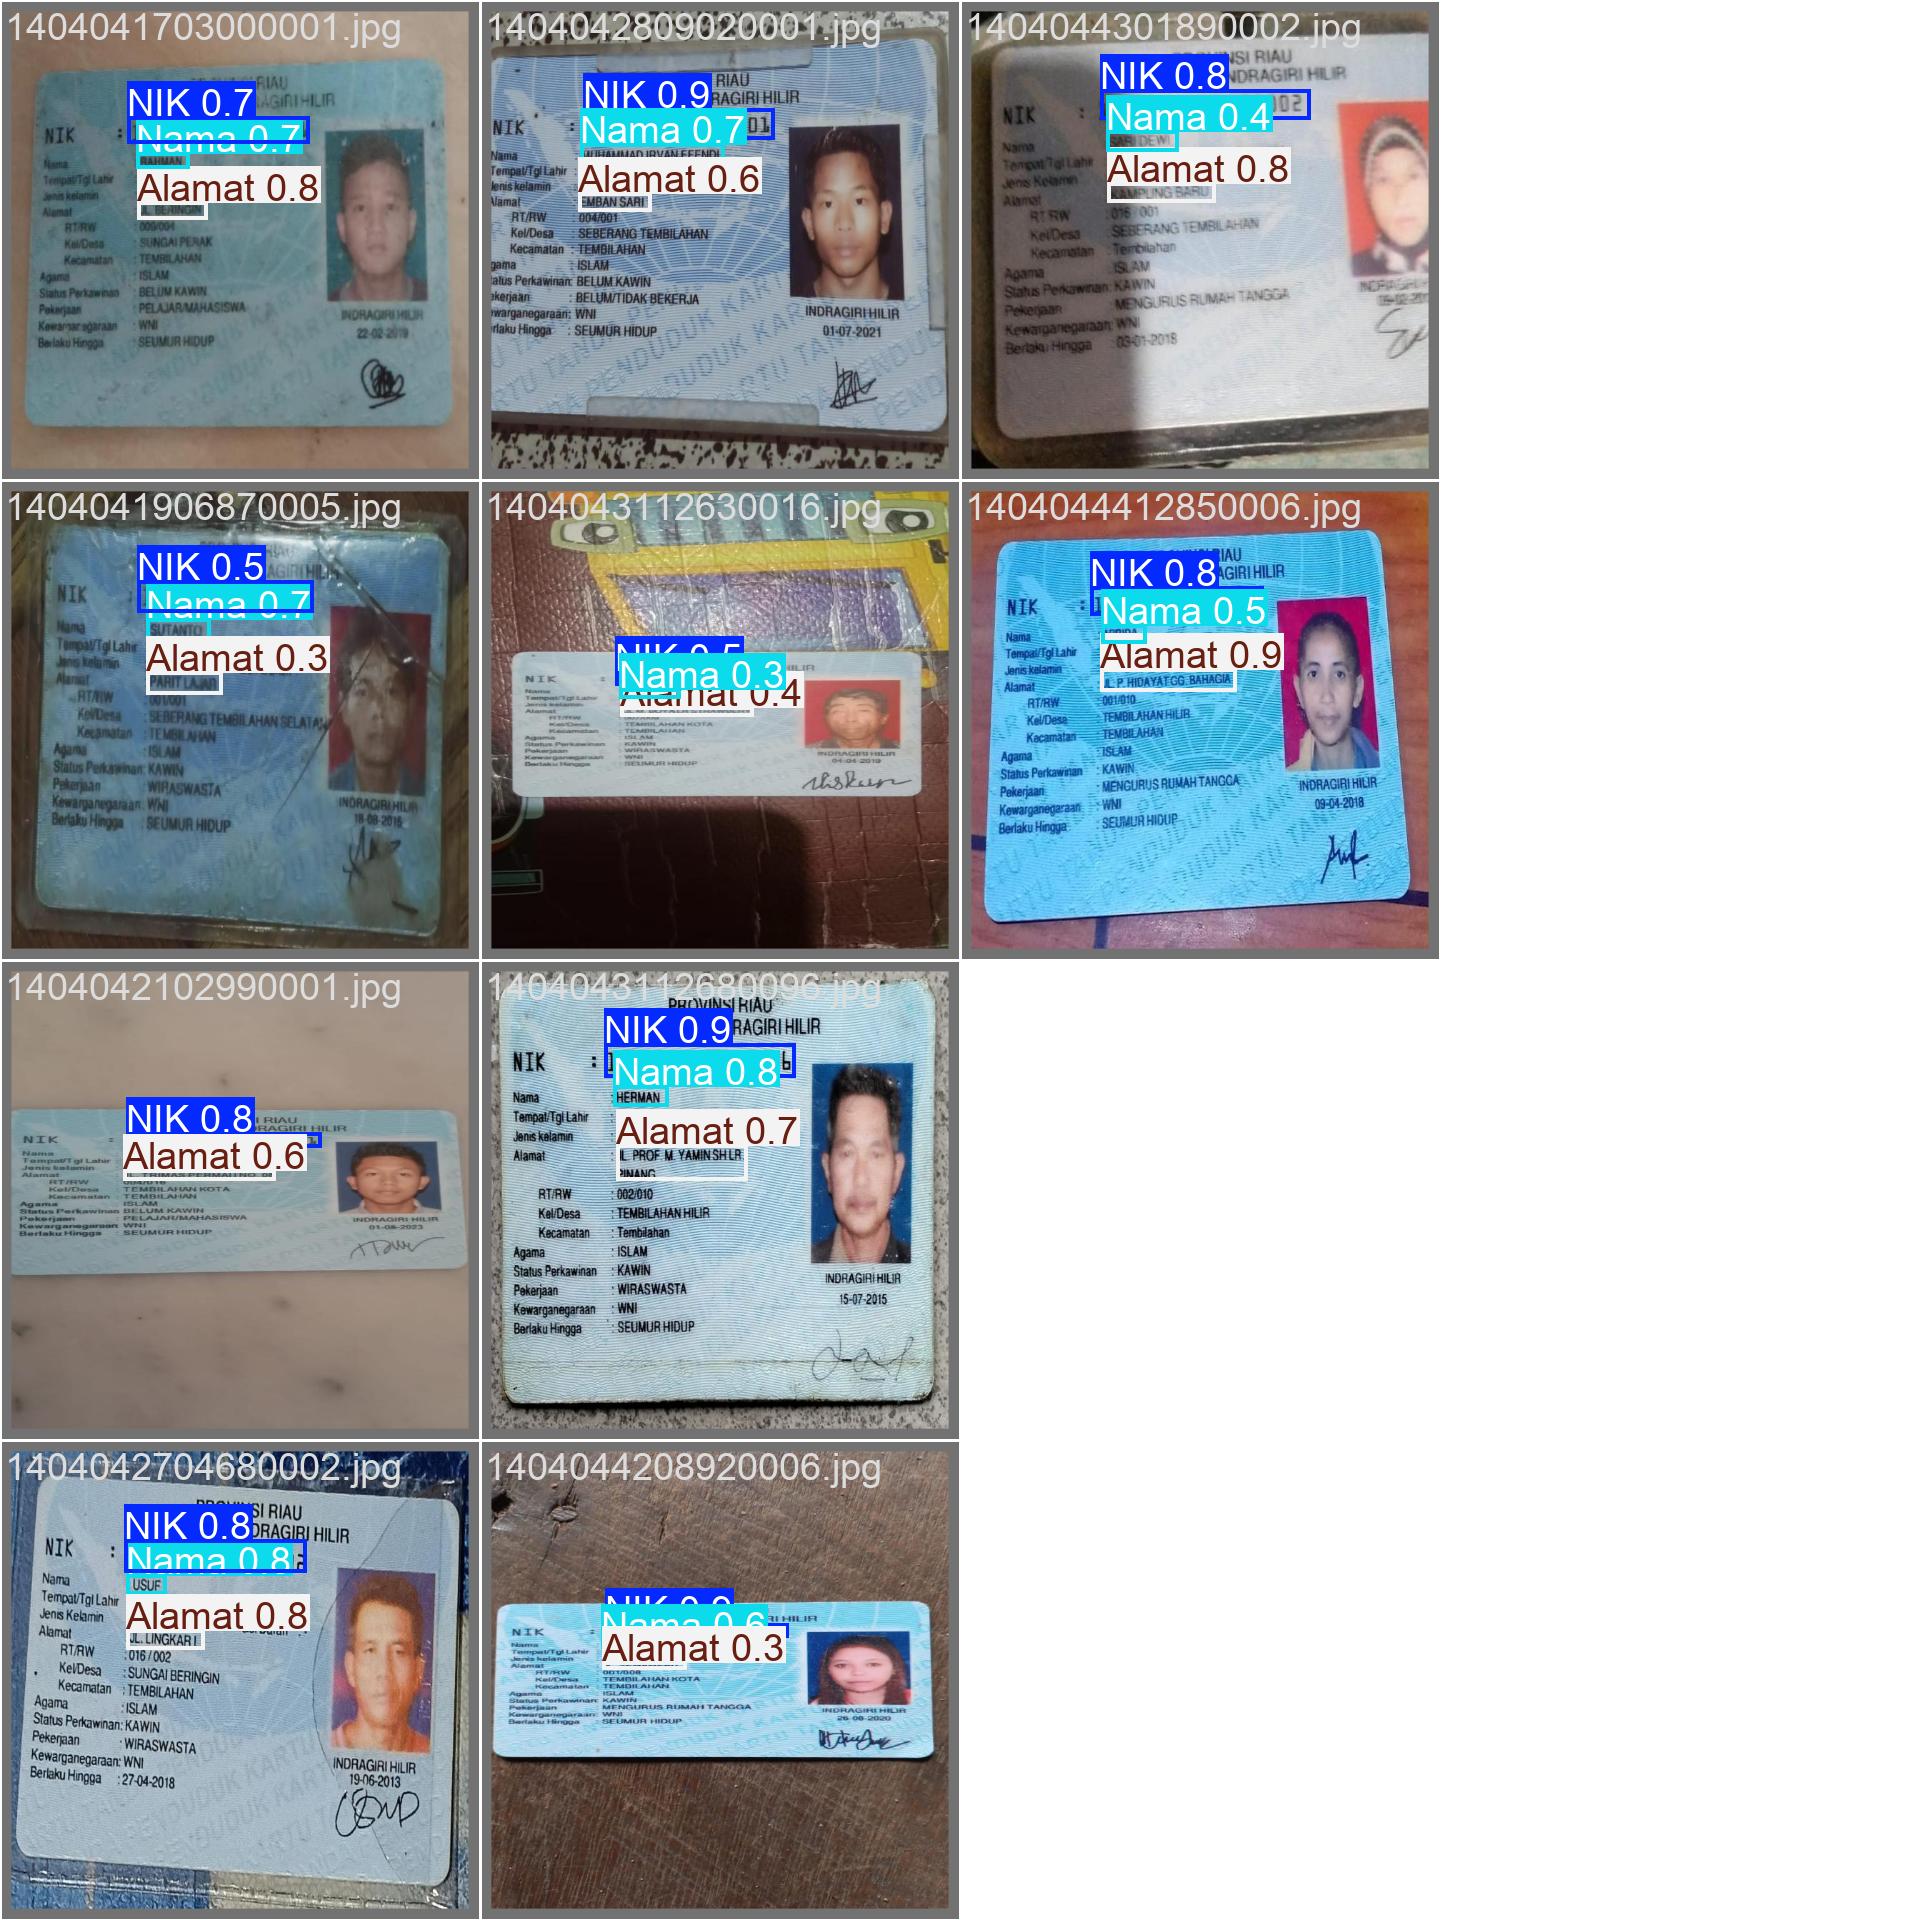 1404041703000001.jpg
RIAU
INDRAGIRI HILIR
NIK 0.7
NIK :
Nama 0.7
Nama
RAHMAN
Tempat/Tgl Lahir
Alamat 0.8
Jenis kelamin
Alamat JL. BERINGIN
RT/RW
Kel/Desa : SUNGAI PERAK
Kecamatan : TEMBILAHAN
Agama : ISLAM
Status Perkawinan : BELUM KAWIN
Pekerjaan : PELAJAR/MAHASISWA
Kewarganegaraan : WNI
Berlaku Hingga : SEUMUR HIDUP
INDRAGIRI HILIR
22-02-2019
1404042809020001.jpg
RIAU
RAGIRI HILIR
NIK 0.9
NIK : 01
Nama 0.7
Nama MUHAMMAD IRVAN EFENDI
Tempat/Tgl Lahir
Alamat 0.6
Jenis kelamin
Alamat EMBAN SARI
RT/RW : 004/001
Kel/Desa : SEBERANG TEMBILAHAN
Kecamatan : TEMBILAHAN
gama : ISLAM
atus Perkawinan: BELUM KAWIN
ekerjaan : BELUM/TIDAK BEKERJA
ewarganegaraan: WNI
rlaku Hingga : SEUMUR HIDUP
INDRAGIRI HILIR
01-07-2021
1404044301890002.jpg
PROVINSI RIAU
NDRAGIRI HILIR
NIK 0.8
NIK : 002
Nama 0.4
Nama SARI DEWI
Tempat/Tgl Lahir
Alamat 0.8
Jenis Kelamin
Alamat KAMPUNG BARU
RT/RW : 016 / 001
Kel/Desa : SEBERANG TEMBILAHAN
Kecamatan : Tembilahan
Agama : ISLAM
Status Perkawinan: KAWIN
Pekerjaan : MENGURUS RUMAH TANGGA
Kewarganegaraan: WNI
Berlaku Hingga : 03-01-2018
1404041906870005.jpg
AGIRI HILIR
NIK 0.5
NIK :
Nama 0.7
Nama SUTANTO
Tempat/Tgl Lahir
Alamat 0.3
Jenis kelamin
Alamat PARIT LAJAR
RT/RW : 001/001
Kel/Desa : SEBERANG TEMBILAHAN SELATAN
Kecamatan : TEMBILAHAN
Agama : ISLAM
Status Perkawinan: KAWIN
Pekerjaan : WIRASWASTA
Kewarganegaraan: WNI
Berlaku Hingga : SEUMUR HIDUP
INDRAGIRI HILIR
18-08-2016
1404043112630016.jpg
NIK 0.5
HILIR
Nama 0.3
NIK :
Alamat 0.4
Nama
Tempat/Tgl Lahir
Jenis kelamin
Alamat
RT/RW
Kel/Desa : TEMBILAHAN KOTA
Kecamatan : TEMBILAHAN
Agama : ISLAM
Status Perkawinan : KAWIN
Pekerjaan : WIRASWASTA
Kewarganegaraan : WNI
Berlaku Hingga : SEUMUR HIDUP
INDRAGIRI HILIR
04-04-2019
1404044412850006.jpg
PROVINSI RIAU
AGIRI HILIR
NIK 0.8
NIK :
Nama 0.5
Nama
Tempat/Tgl Lahir
Alamat 0.9
Jenis kelamin
Alamat JL. P. HIDAYAT GG. BAHAGIA
RT/RW : 001/010
Kel/Desa : TEMBILAHAN HILIR
Kecamatan : TEMBILAHAN
Agama : ISLAM
Status Perkawinan : KAWIN
Pekerjaan : MENGURUS RUMAH TANGGA
Kewarganegaraan : WNI
Berlaku Hingga : SEUMUR HIDUP
INDRAGIRI HILIR
09-04-2018
1404042102990001.jpg
NIK 0.8
RIAU
DRAGIRI HILIR
NIK :
Alamat 0.6
Nama
Tempat/Tgl Lahir
Jenis kelamin
Alamat JL. TRIMAS PERMAI NO.
RT/RW
Kel/Desa : TEMBILAHAN KOTA
Kecamatan : TEMBILAHAN
Agama : ISLAM
Status Perkawinan : BELUM KAWIN
Pekerjaan : PELAJAR/MAHASISWA
Kewarganegaraan : WNI
Berlaku Hingga : SEUMUR HIDUP
INDRAGIRI HILIR
01-08-2023
1404043112680096.jpg
PROVINSI RIAU
RAGIRI HILIR
NIK 0.9
NIK : 1 6
Nama 0.8
Nama : HERMAN
Tempat/Tgl Lahir
Alamat 0.7
Jenis kelamin
Alamat JL. PROF. M. YAMIN SH LR.
PINANG
RT/RW : 002/010
Kel/Desa : TEMBILAHAN HILIR
Kecamatan : Tembilahan
Agama : ISLAM
Status Perkawinan : KAWIN
Pekerjaan : WIRASWASTA
Kewarganegaraan : WNI
Berlaku Hingga : SEUMUR HIDUP
INDRAGIRI HILIR
15-07-2015
1404042704680002.jpg
PROVINSI RIAU
DRAGIRI HILIR
NIK 0.8
NIK : 2
Nama 0.8
Nama USUF
Tempat/Tgl Lahir
Alamat 0.8
Jenis Kelamin
Alamat JL. LINGKAR I
RT/RW : 016 / 002
Kel/Desa : SUNGAI BERINGIN
Kecamatan : TEMBILAHAN
Agama : ISLAM
Status Perkawinan: KAWIN
Pekerjaan : WIRASWASTA
Kewarganegaraan: WNI
Berlaku Hingga : 27-04-2018
INDRAGIRI HILIR
19-06-2013
1404044208920006.jpg
NIK 0.9
Nama 0.6
RI HILIR
NIK :
Alamat 0.3
Nama
Tempat/Tgl Lahir
Jenis kelamin
Alamat
RT/RW : 001/008
Kel/Desa : TEMBILAHAN KOTA
Kecamatan : TEMBILAHAN
Agama : ISLAM
Status Perkawinan: KAWIN
Pekerjaan : MENGURUS RUMAH TANGGA
Kewarganegaraan: WNI
Berlaku Hingga : SEUMUR HIDUP
INDRAGIRI HILIR
26-08-2020